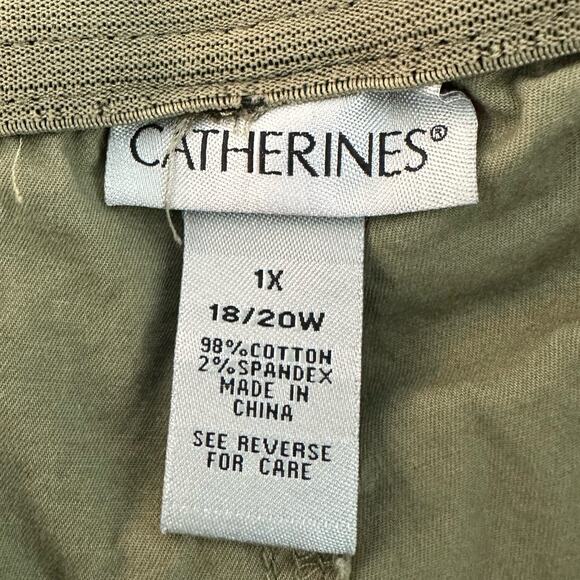 CATHERINES®
1X
18/20W
98%COTTON
2%SPANDEX
MADE IN
CHINA
SEE REVERSE
FOR CARE